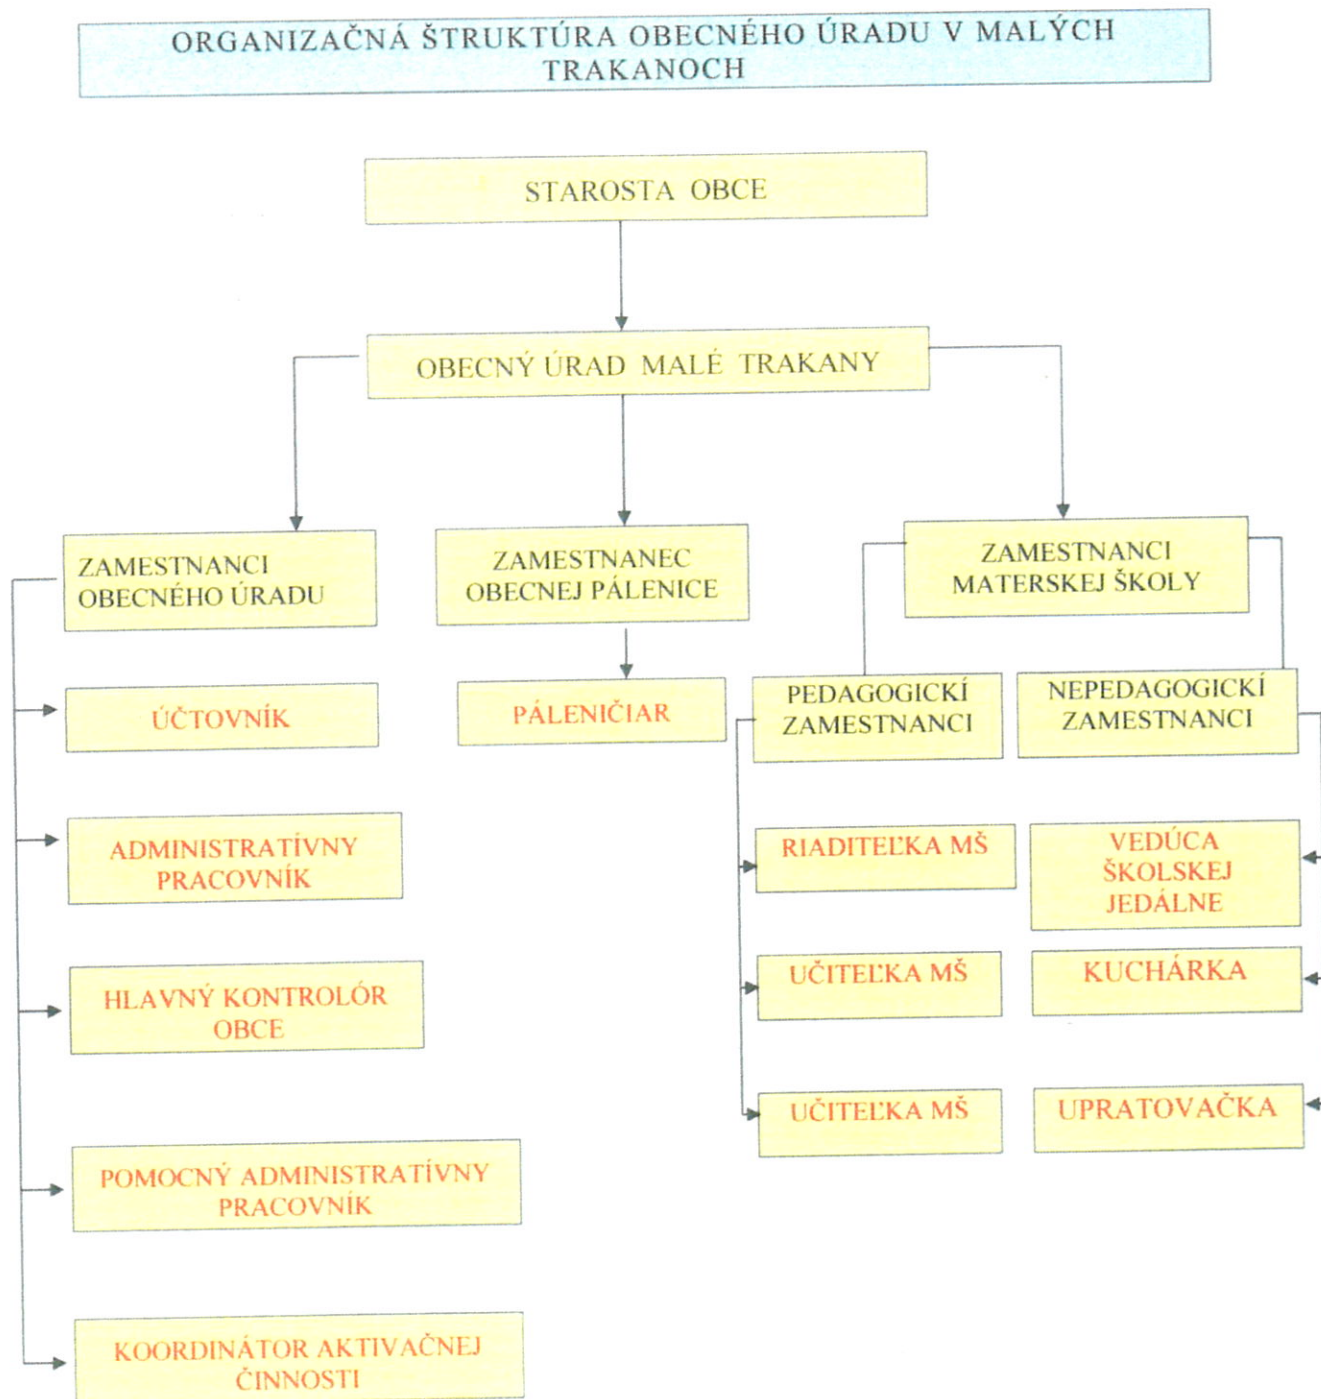 ORGANIZAČNÁ ŠTRUKTÚRA OBECNÉHO ÚRADU V MALÝCH
TRAKANOCH
STAROSTA OBCE
OBECNÝ ÚRAD MALÉ TRAKANY
ZAMESTNANCI
OBECNÉHO ÚRADU
ZAMESTNANEC
OBECNEJ PÁLENICE
ZAMESTNANCI
MATERSKEJ ŠKOLY
ÚČTOVNÍK
PÁLENIČIAR
PEDAGOGICKÍ
ZAMESTNANCI
NEPEDAGOGICKÍ
ZAMESTNANCI
ADMINISTRATÍVNY
PRACOVNÍK
RIADITEĽKA MŠ
VEDÚCA
ŠKOLSKEJ
JEDÁLNE
HLAVNÝ KONTROLÓR
OBCE
UČITEĽKA MŠ
KUCHÁRKA
UČITEĽKA MŠ
UPRATOVAČKA
POMOCNÝ ADMINISTRATÍVNY
PRACOVNÍK
KOORDINÁTOR AKTIVAČNEJ
ČINNOSTI